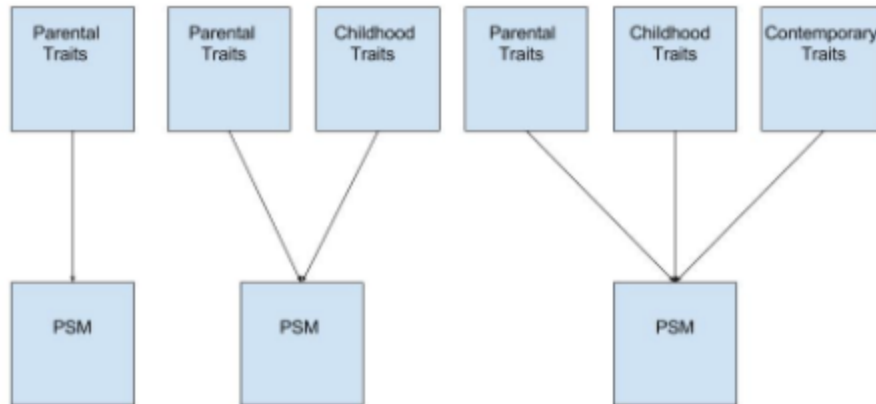 Parental
Traits
Parental
Traits
Childhood
Traits
Parental
Traits
Childhood
Traits
Contemporary
Traits
PSM
PSM
PSM